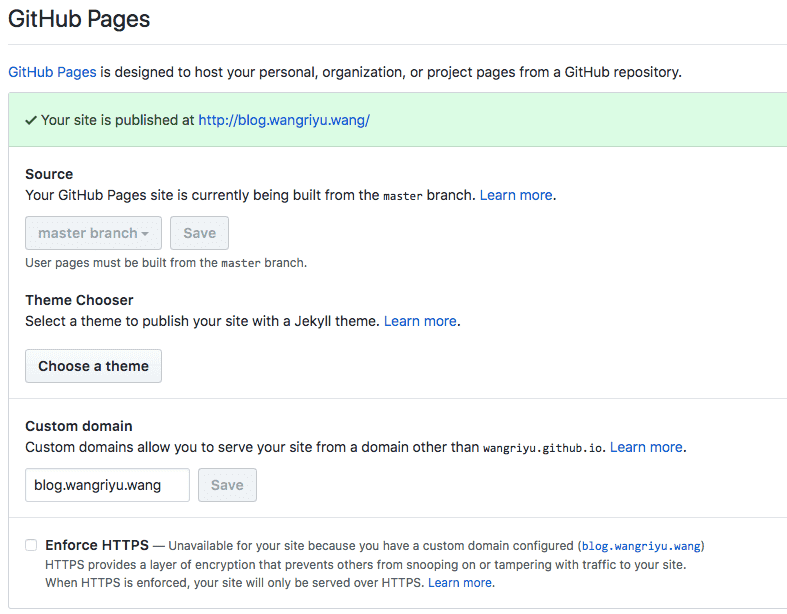 GitHub Pages
GitHub Pages is designed to host your personal, organization, or project pages from a GitHub repository.
✔ Your site is published at http://blog.wangriyu.wang/
Source
Your GitHub Pages site is currently being built from the master branch. Learn more.
master branch Save
User pages must be built from the master branch.
Theme Chooser
Select a theme to publish your site with a Jekyll theme. Learn more.
Choose a theme
Custom domain
Custom domains allow you to serve your site from a domain other than wangriyu.github.io. Learn more.
blog.wangriyu.wang Save
Enforce HTTPS — Unavailable for your site because you have a custom domain configured (blog.wangriyu.wang)
HTTPS provides a layer of encryption that prevents others from snooping on or tampering with traffic to your site.
When HTTPS is enforced, your site will only be served over HTTPS. Learn more.